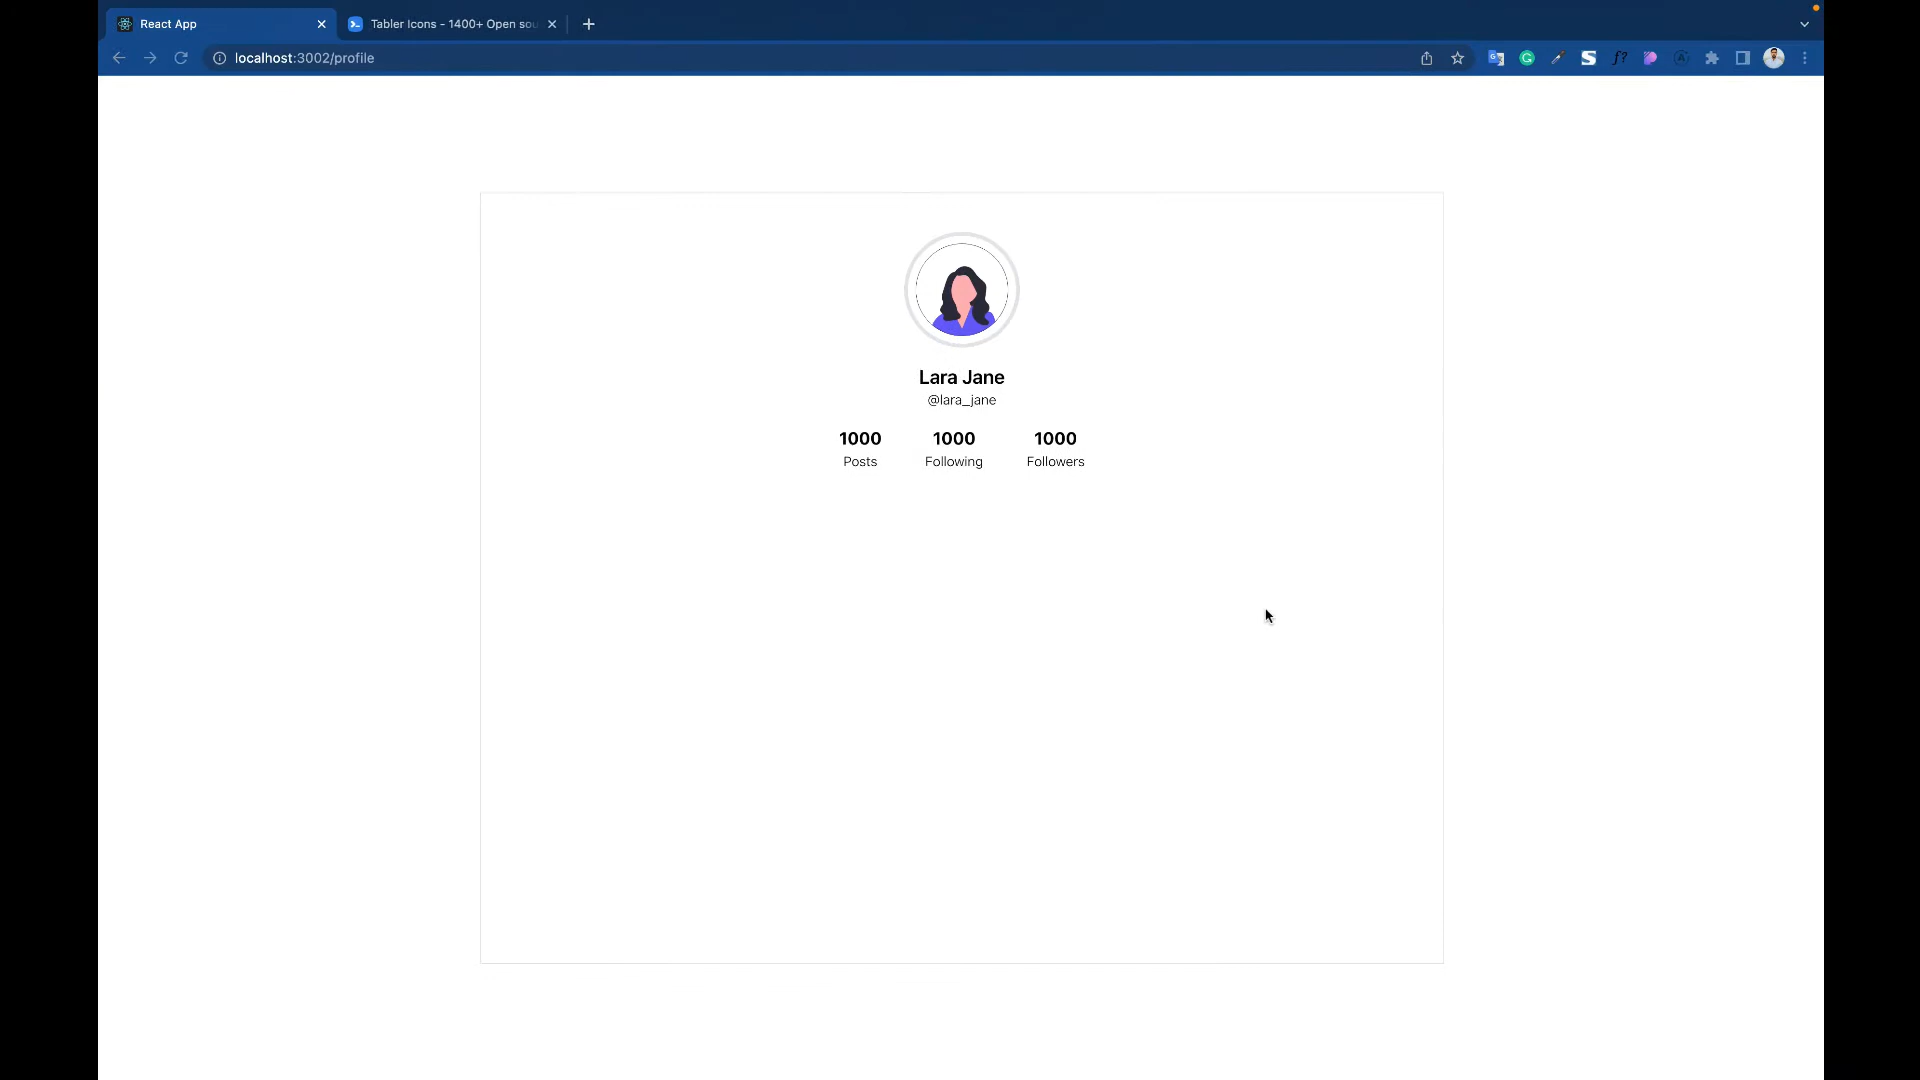 React App
Tabler Icons - 1400+ Open sou
localhost:3002/profile
Lara Jane
@lara_jane
1000 1000 1000
Posts Following Followers